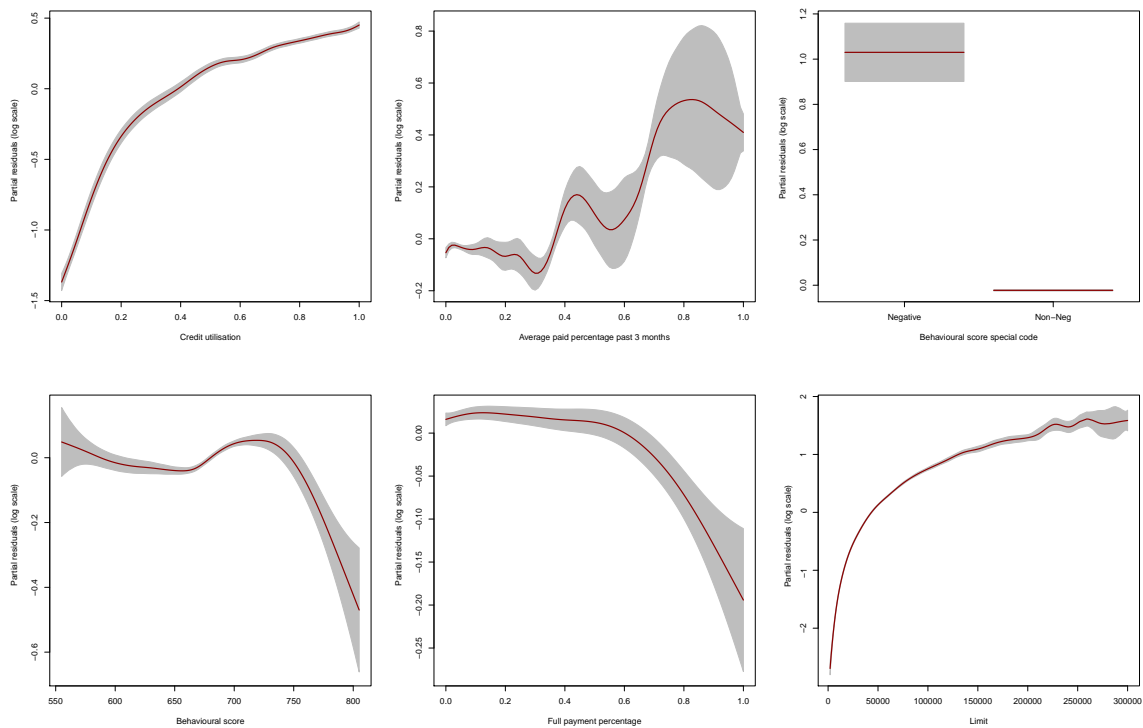 Partial residuals (log scale)
0.5
0.0
−0.5
−1.0
−1.5
0.0 0.2 0.4 0.6 0.8 1.0
Credit utilisation
Partial residuals (log scale)
0.8
0.6
0.4
0.2
0.0
−0.2
0.0 0.2 0.4 0.6 0.8 1.0
Average paid percentage past 3 months
Partial residuals (log scale)
1.2
1.0
0.8
0.6
0.4
0.2
0.0
Negative Non−Neg
Behavioural score special code
Partial residuals (log scale)
0.0
−0.2
−0.4
−0.6
550 600 650 700 750 800
Behavioural score
Partial residuals (log scale)
0.00
−0.05
−0.10
−0.15
−0.20
−0.25
0.0 0.2 0.4 0.6 0.8 1.0
Full payment percentage
Partial residuals (log scale)
2
1
0
−1
−2
0 50000 100000 150000 200000 250000 300000
Limit